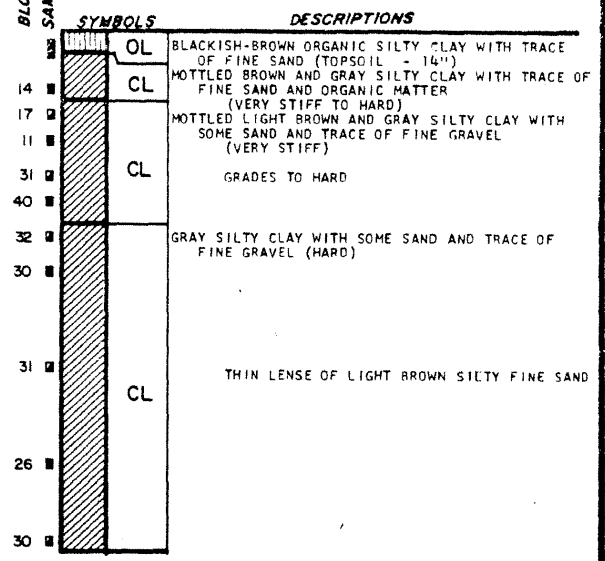 BLO
SAM
SYMBOLS
DESCRIPTIONS
OL
BLACKISH-BROWN ORGANIC SILTY CLAY WITH TRACE
OF FINE SAND (TOPSOIL - 14")
14
CL
MOTTLED BROWN AND GRAY SILTY CLAY WITH TRACE OF
FINE SAND AND ORGANIC MATTER
(VERY STIFF TO HARD)
17
MOTTLED LIGHT BROWN AND GRAY SILTY CLAY WITH
SOME SAND AND TRACE OF FINE GRAVEL
11
(VERY STIFF)
31
CL
GRADES TO HARD
40
32
GRAY SILTY CLAY WITH SOME SAND AND TRACE OF
FINE GRAVEL (HARD)
30
31
THIN LENSE OF LIGHT BROWN SILTY FINE SAND
CL
26
30